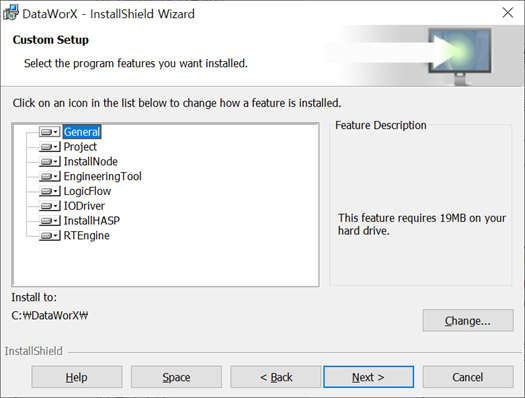 DataWorX - InstallShield Wizard
Custom Setup
Select the program features you want installed.
Click on an icon in the list below to change how a feature is installed.
General
Project
InstallNode
EngineeringTool
LogicFlow
IODriver
InstallHASP
RTEngine
Feature Description
This feature requires 19MB on your
hard drive.
Install to:
C:₩DataWorX₩
Change...
InstallShield
Help
Space
< Back
Next >
Cancel